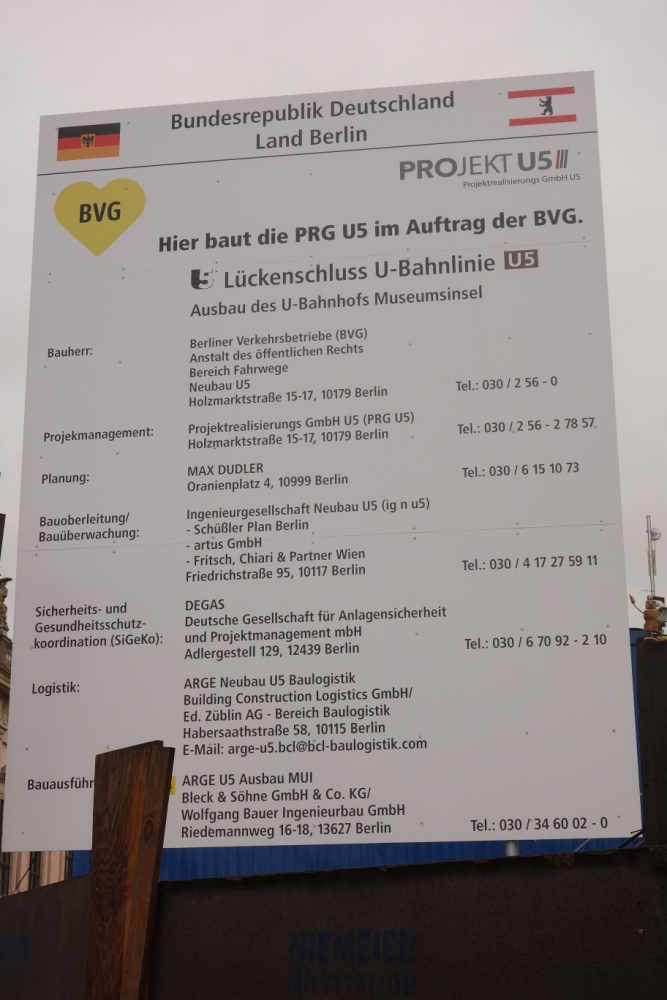 Bundesrepublik Deutschland
Land Berlin
PROJEKT U5
Projektrealisierungs GmbH U5
BVG
Hier baut die PRG U5 im Auftrag der BVG.
U5 Lückenschluss U-Bahnlinie U5
Ausbau des U-Bahnhofs Museumsinsel
Bauherr: Berliner Verkehrsbetriebe (BVG)
Anstalt des öffentlichen Rechts
Bereich Fahrwege
Neubau U5
Holzmarktstraße 15-17, 10179 Berlin Tel.: 030 / 2 56 - 0
Projekmanagement: Projektrealisierungs GmbH U5 (PRG U5)
Holzmarktstraße 15-17, 10179 Berlin Tel.: 030 / 2 56 - 2 78 57
Planung: MAX DUDLER
Oranienplatz 4, 10999 Berlin Tel.: 030 / 6 15 10 73
Bauoberleitung/ Ingenieurgesellschaft Neubau U5 (ig n u5)
Bauüberwachung: - Schüßler Plan Berlin
- artus GmbH
- Fritsch, Chiari & Partner Wien
Friedrichstraße 95, 10117 Berlin Tel.: 030 / 4 17 27 59 11
Sicherheits- und DEGAS
Gesundheitsschutz- Deutsche Gesellschaft für Anlagensicherheit
koordination (SiGeKo): und Projektmanagement mbH
Adlergestell 129, 12439 Berlin Tel.: 030 / 6 70 92 - 2 10
Logistik: ARGE Neubau U5 Baulogistik
Building Construction Logistics GmbH/
Ed. Züblin AG - Bereich Baulogistik
Habersaathstraße 58, 10115 Berlin
E-Mail: arge-u5.bcl@bcl-baulogistik.com
Bauausführ ARGE U5 Ausbau MUI
Bleck & Söhne GmbH & Co. KG/
Wolfgang Bauer Ingenieurbau GmbH
Riedemannweg 16-18, 13627 Berlin Tel.: 030 / 34 60 02 - 0
NIEMEIER